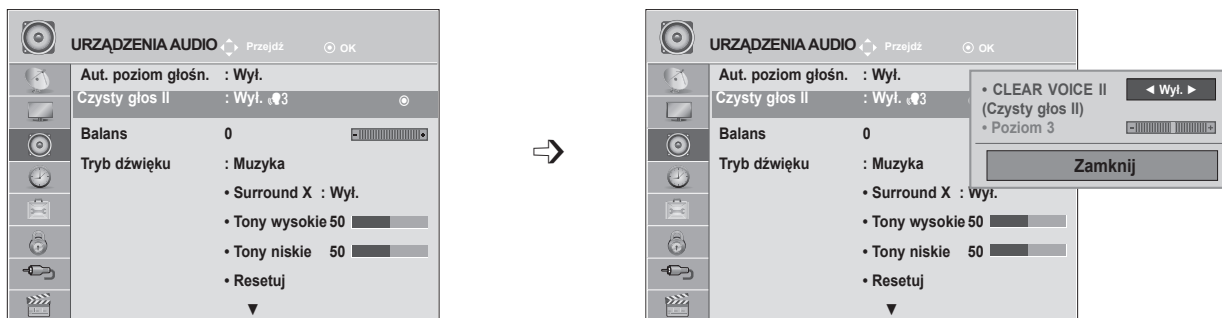 URZĄDZENIA AUDIO Przejdź OK
Aut. poziom głośn. : Wył.
Czysty głos II : Wył. 3
Balans 0 - +
Tryb dźwięku : Muzyka
• Surround X : Wył.
• Tony wysokie 50
• Tony niskie 50
• Resetuj
▼
URZĄDZENIA AUDIO Przejdź OK
Aut. poziom głośn. : Wył.
Czysty głos II : Wył. 3
Balans 0
Tryb dźwięku : Muzyka
• Surround X : Wył.
• Tony wysokie 50
• Tony niskie 50
• Resetuj
▼
• CLEAR VOICE II ◄ Wył. ►
(Czysty głos II)
• Poziom 3 - +
Zamknij